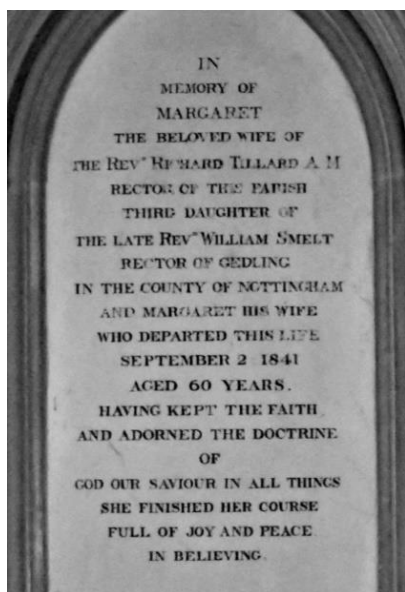 IN
MEMORY OF
MARGARET
THE BELOVED WIFE OF
THE REVD RICHARD TILLARD A M
RECTOR OF THE PARISH
THIRD DAUGHTER OF
THE LATE REVD WILLIAM SMELT
RECTOR OF GEDLING
IN THE COUNTY OF NOTTINGHAM
AND MARGARET HIS WIFE
WHO DEPARTED THIS LIFE
SEPTEMBER 2 1841
AGED 60 YEARS.
HAVING KEPT THE FAITH
AND ADORNED THE DOCTRINE
OF
GOD OUR SAVIOUR IN ALL THINGS
SHE FINISHED HER COURSE
FULL OF JOY AND PEACE
IN BELIEVING.